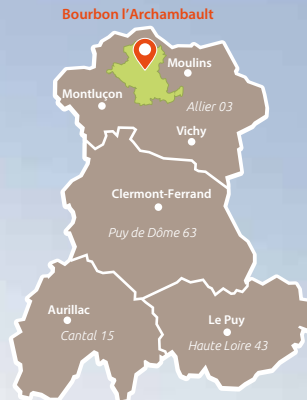 Bourbon l'Archambault
Moulins
Montluçon
Allier 03
Vichy
Clermont-Ferrand
Puy de Dôme 63
Aurillac
Cantal 15
Le Puy
Haute Loire 43